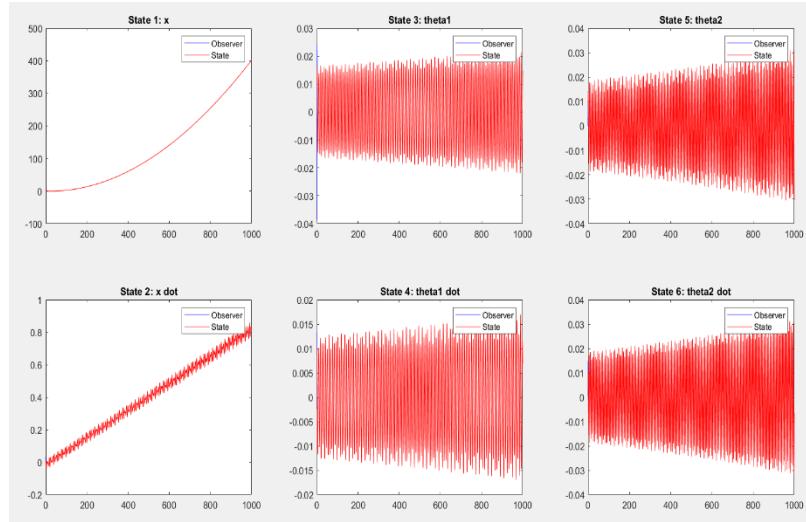 State 1: x
500
400
300
200
100
0
-100
0 200 400 600 800 1000
Observer
State
State 3: theta1
0.03
0.02
0.01
0
-0.01
-0.02
-0.03
-0.04
0 200 400 600 800 1000
Observer
State
State 5: theta2
0.04
0.03
0.02
0.01
0
-0.01
-0.02
-0.03
-0.04
0 200 400 600 800 1000
Observer
State
State 2: x dot
1
0.8
0.6
0.4
0.2
0
-0.2
0 200 400 600 800 1000
Observer
State
State 4: theta1 dot
0.02
0.015
0.01
0.005
0
-0.005
-0.01
-0.015
-0.02
0 200 400 600 800 1000
Observer
State
State 6: theta2 dot
0.04
0.03
0.02
0.01
0
-0.01
-0.02
-0.03
-0.04
0 200 400 600 800 1000
Observer
State